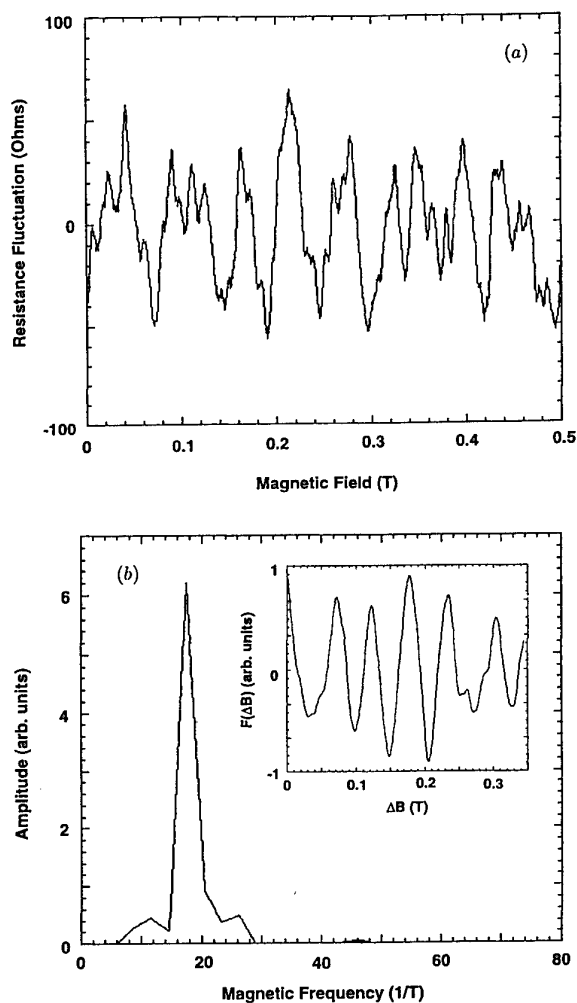 100
(a)
Resistance Fluctuation (Ohms)
0
-100
0 0.1 0.2 0.3 0.4 0.5
Magnetic Field (T)
(b)
6
4
2
0
Amplitude (arb. units)
1
0
-1
F(ΔB) (arb. units)
0 0.1 0.2 0.3
ΔB (T)
0 20 40 60 80
Magnetic Frequency (1/T)